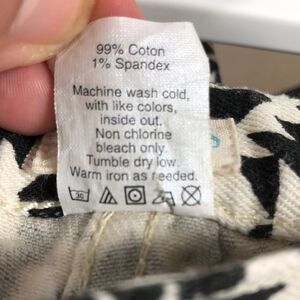 99% Coton
1% Spandex
Machine wash cold,
with like colors,
inside out.
Non chlorine
bleach only.
Tumble dry low.
Warm iron as needed.
30